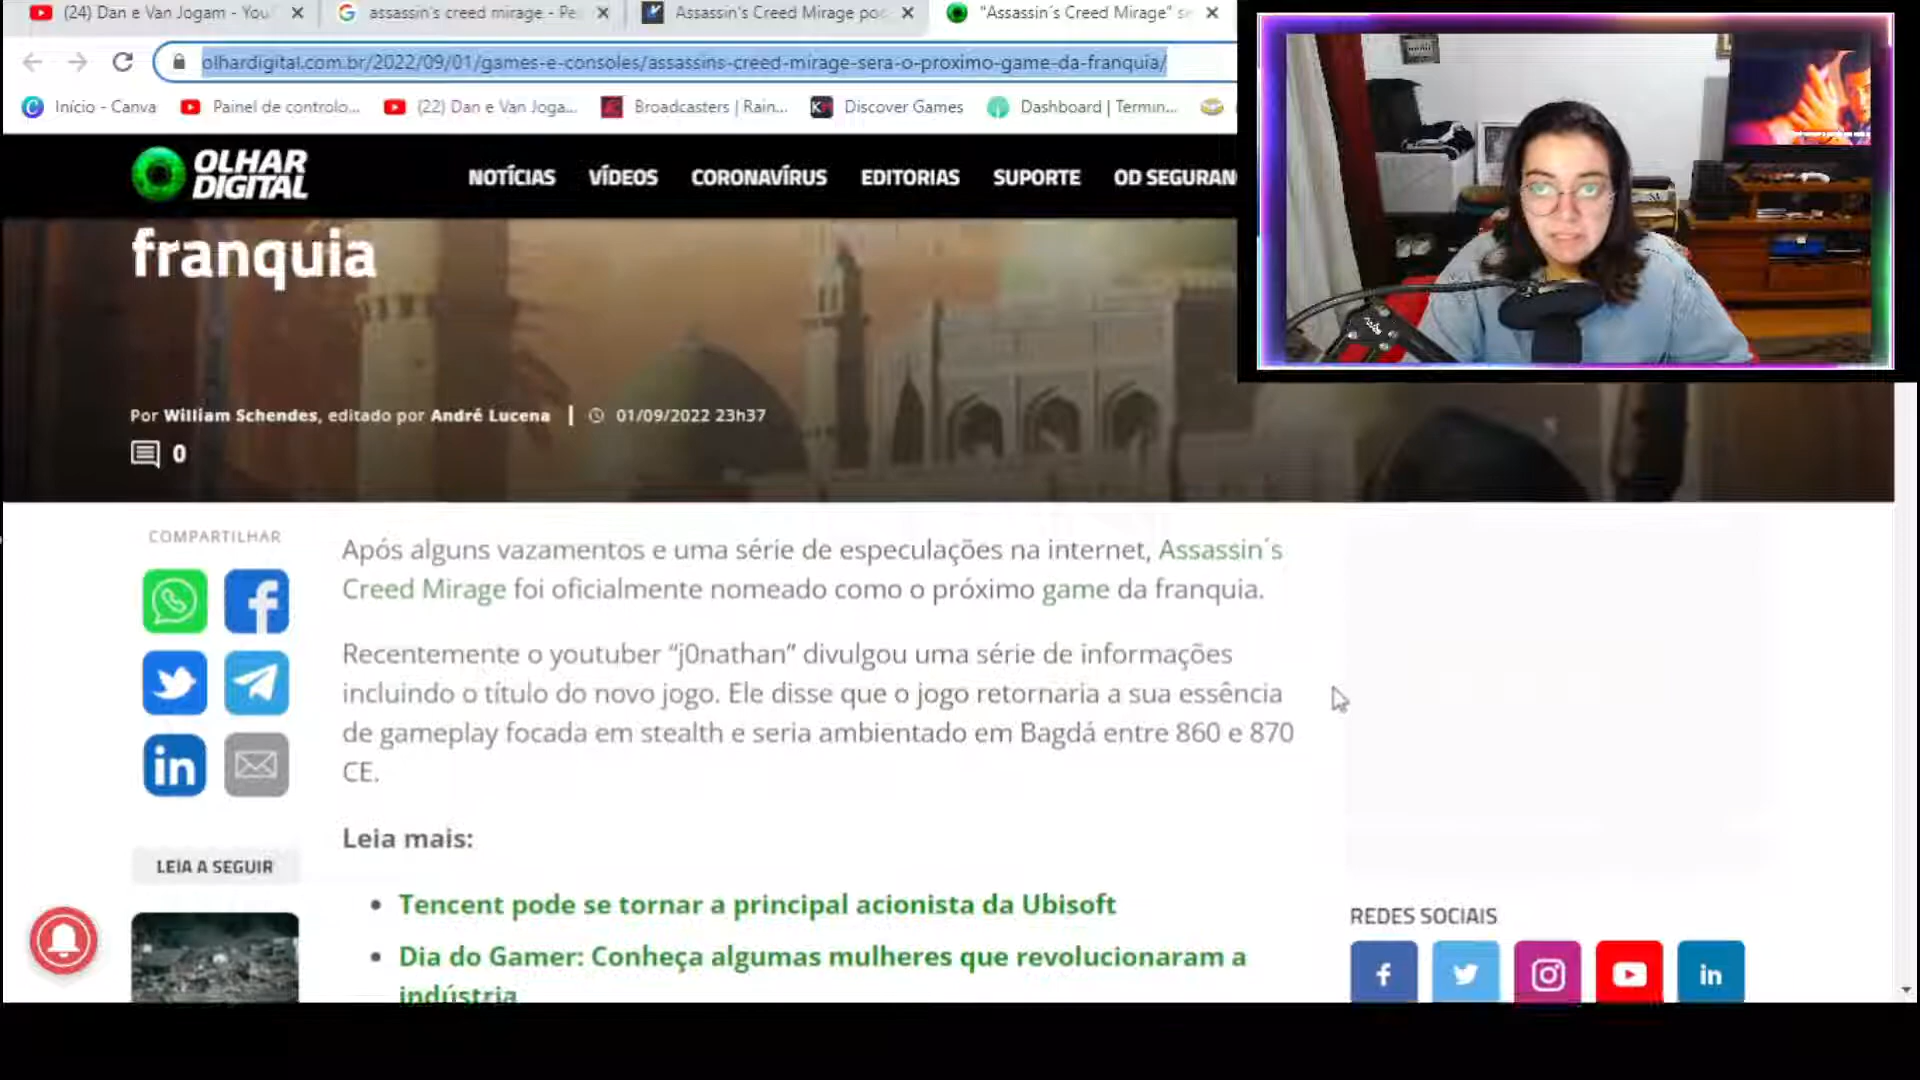 (24) Dan e Van Jogam - You
assassin's creed mirage - Pe
Assassin's Creed Mirage po
"Assassin´s Creed Mirage" s
olhardigital.com.br/2022/09/01/games-e-consoles/assassins-creed-mirage-sera-o-proximo-game-da-franquia/
Início - Canva
Painel de controlo...
(22) Dan e Van Joga...
Broadcasters | Rain...
Discover Games
Dashboard | Termin...
OLHAR
DIGITAL
NOTÍCIAS
VÍDEOS
CORONAVÍRUS
EDITORIAS
SUPORTE
OD SEGURAN
franquia
Por William Schendes, editado por André Lucena | 01/09/2022 23h37
0
COMPARTILHAR
Após alguns vazamentos e uma série de especulações na internet, Assassin´s
Creed Mirage foi oficialmente nomeado como o próximo game da franquia.
Recentemente o youtuber “j0nathan” divulgou uma série de informações
incluindo o título do novo jogo. Ele disse que o jogo retornaria a sua essência
de gameplay focada em stealth e seria ambientado em Bagdá entre 860 e 870
CE.
Leia mais:
LEIA A SEGUIR
• Tencent pode se tornar a principal acionista da Ubisoft
• Dia do Gamer: Conheça algumas mulheres que revolucionaram a
indústria
REDES SOCIAIS